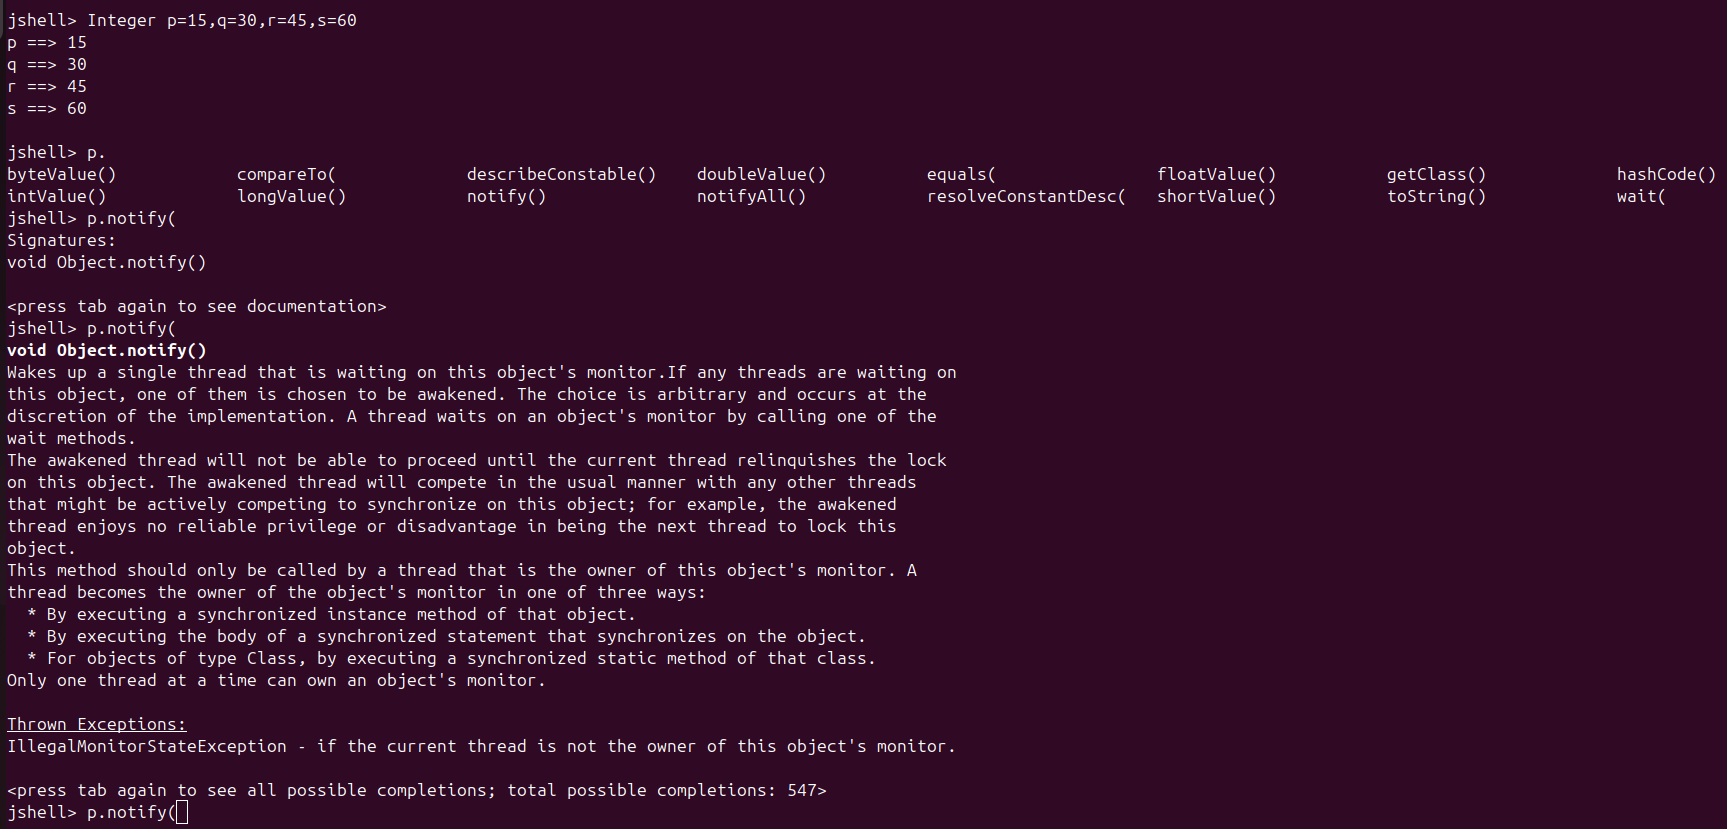 jshell> Integer p=15,q=30,r=45,s=60
p ==> 15
q ==> 30
r ==> 45
s ==> 60
jshell> p.
byteValue() compareTo( describeConstable() doubleValue() equals( floatValue() getClass() hashCode()
intValue() longValue() notify() notifyAll() resolveConstantDesc( shortValue() toString() wait(
jshell> p.notify(
Signatures:
void Object.notify()
<press tab again to see documentation>
jshell> p.notify(
void Object.notify()
Wakes up a single thread that is waiting on this object's monitor.If any threads are waiting on
this object, one of them is chosen to be awakened. The choice is arbitrary and occurs at the
discretion of the implementation. A thread waits on an object's monitor by calling one of the
wait methods.
The awakened thread will not be able to proceed until the current thread relinquishes the lock
on this object. The awakened thread will compete in the usual manner with any other threads
that might be actively competing to synchronize on this object; for example, the awakened
thread enjoys no reliable privilege or disadvantage in being the next thread to lock this
object.
This method should only be called by a thread that is the owner of this object's monitor. A
thread becomes the owner of the object's monitor in one of three ways:
* By executing a synchronized instance method of that object.
* By executing the body of a synchronized statement that synchronizes on the object.
* For objects of type Class, by executing a synchronized static method of that class.
Only one thread at a time can own an object's monitor.
Thrown Exceptions:
IllegalMonitorStateException - if the current thread is not the owner of this object's monitor.
<press tab again to see all possible completions; total possible completions: 547>
jshell> p.notify(